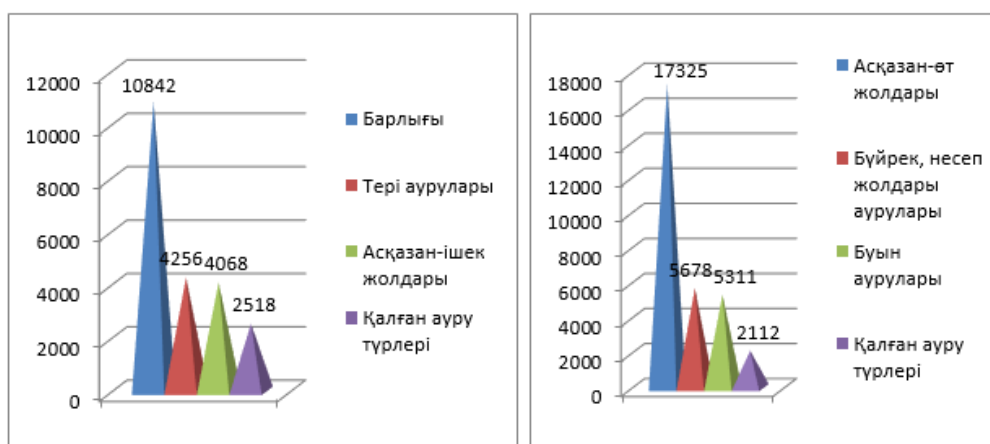 12000
10000
8000
6000
4000
2000
0
10842
4256
4068
2518
Барлығы
Тері аурулары
Асқазан-ішек
жолдары
Қалған ауру
түрлері
18000
16000
14000
12000
10000
8000
6000
4000
2000
0
17325
5678
5311
2112
Асқазан-өт
жолдары
Бүйрек, несеп
жолдары
аурулары
Буын
аурулары
Қалған ауру
түрлері